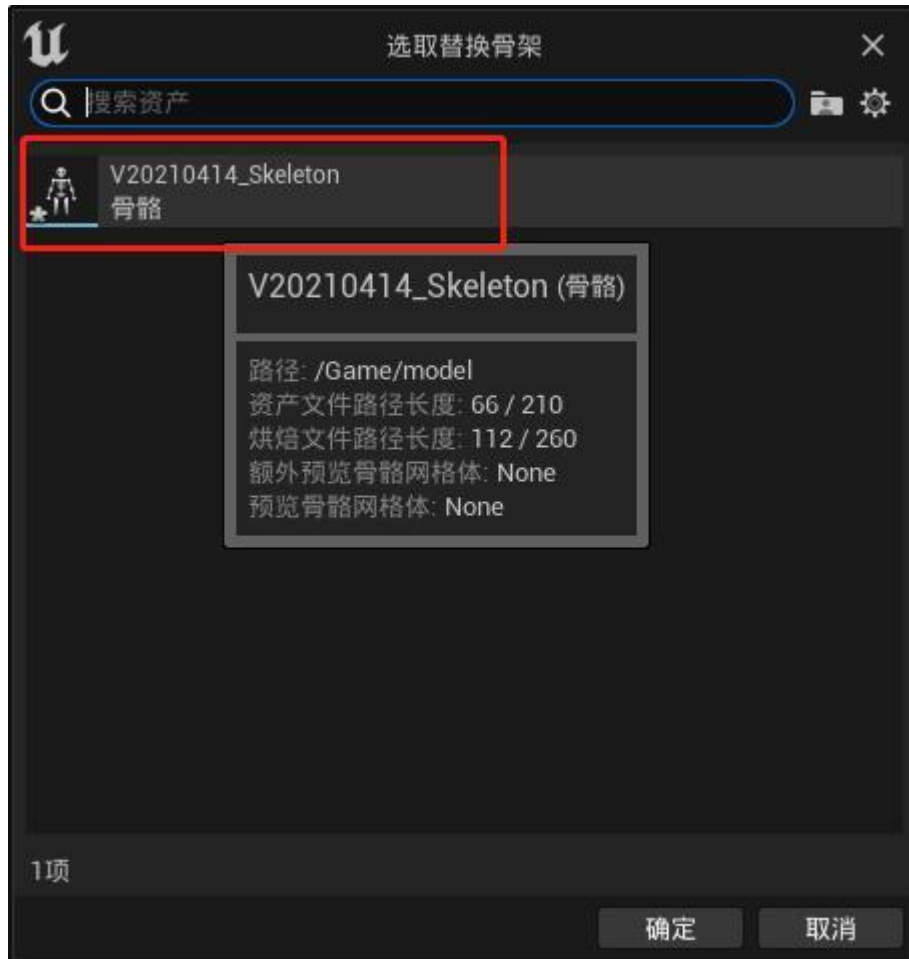 选取替换骨架
搜索资产
V20210414_Skeleton
骨骼
V20210414_Skeleton (骨骼)
路径: /Game/model
资产文件路径长度: 66 / 210
烘焙文件路径长度: 112 / 260
额外预览骨骼网格体: None
预览骨骼网格体: None
1项
确定
取消